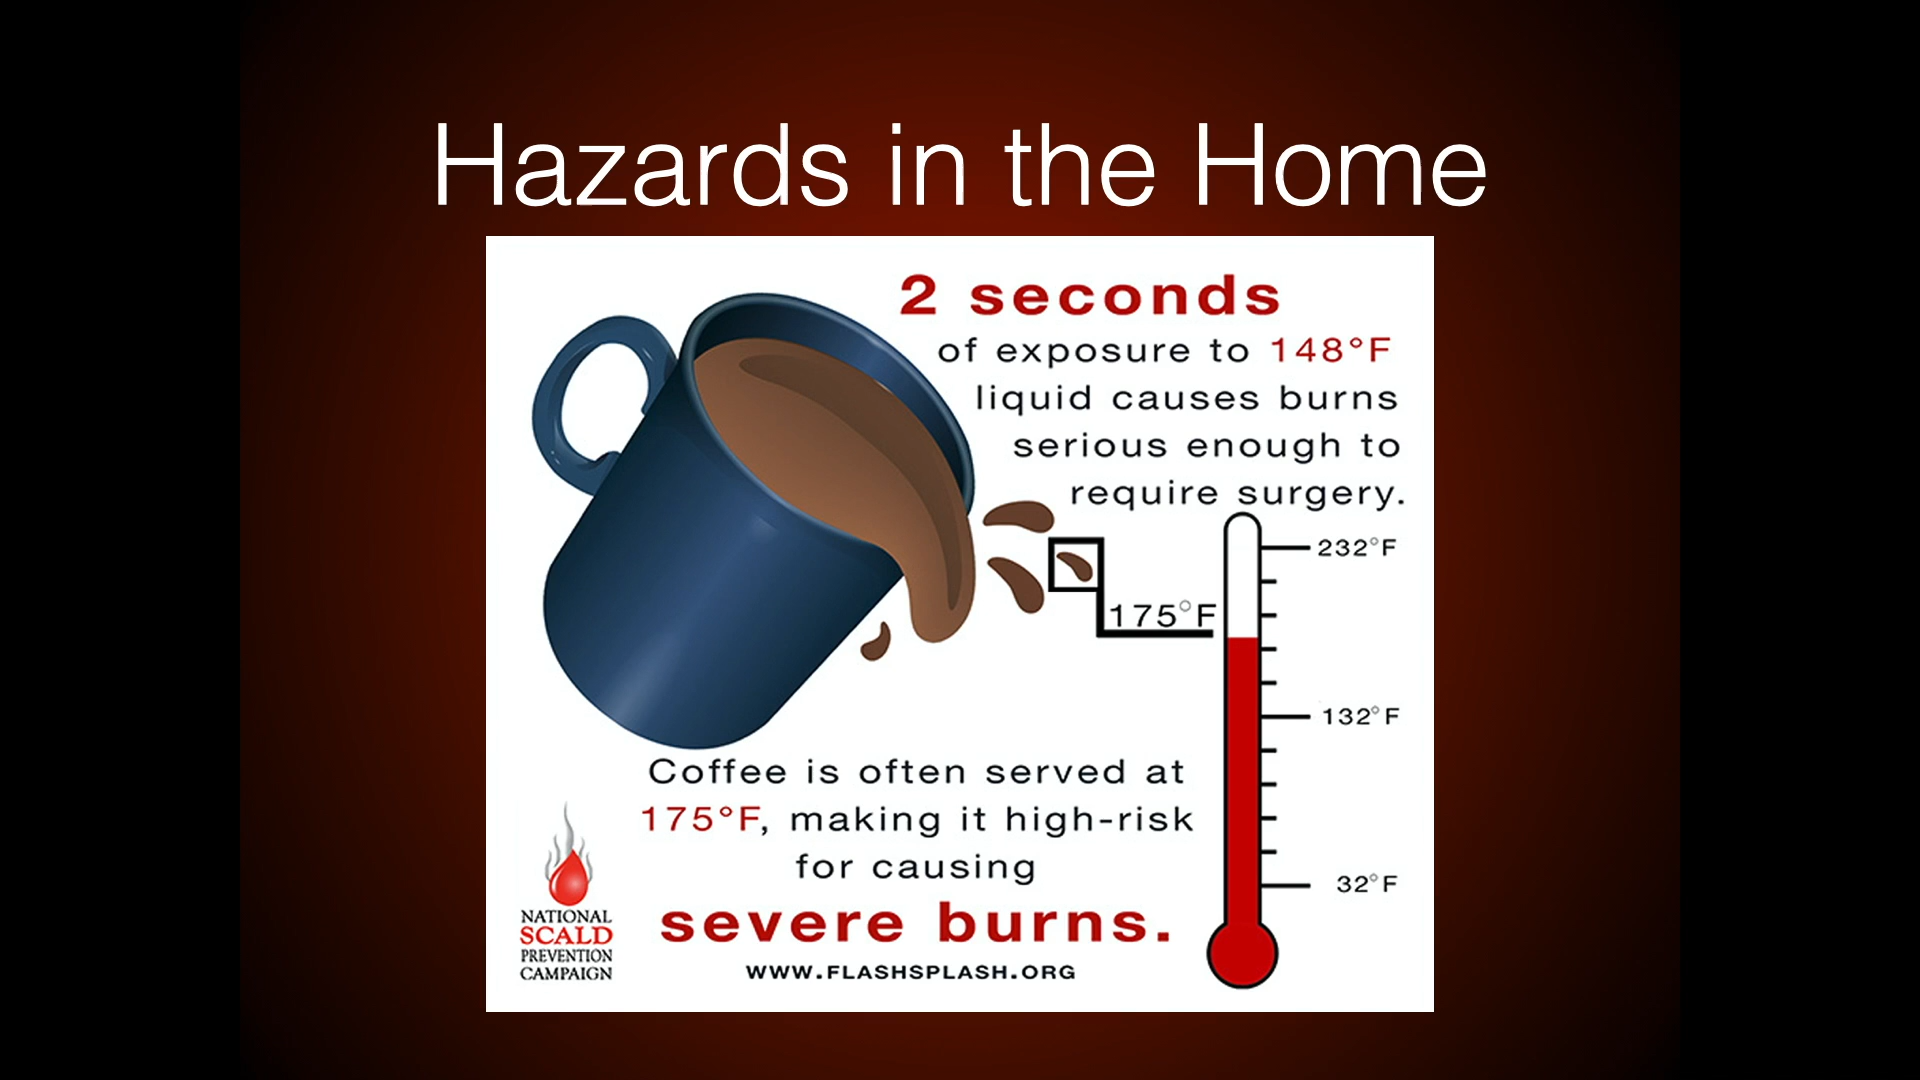 Hazards in the Home
2 seconds
of exposure to 148°F
liquid causes burns
serious enough to
require surgery.
232°F
175°F
132°F
Coffee is often served at
175°F, making it high-risk
for causing
32°F
severe burns.
NATIONAL
SCALD
PREVENTION
CAMPAIGN
WWW.FLASHSPLASH.ORG